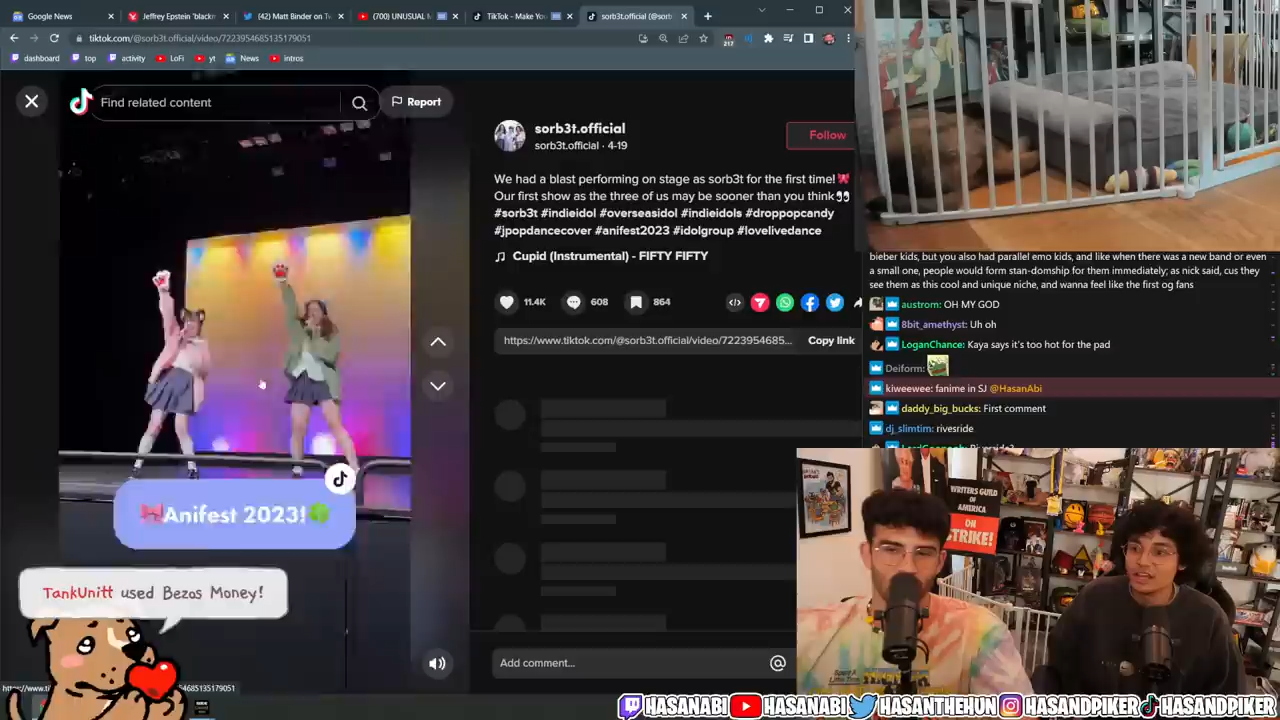 Google News
Jeffrey Epstein "blackm
(42) Matt Binder on Tw
(700) UNUSUAL M
TikTok - Make You
sorb3t.official (@sorb
tiktok.com/@sorb3t.official/video/7223954685135179051
217
dashboard
top
activity
LoFi
yt
News
intros
Find related content
Report
sorb3t.official
sorb3t.official · 4-19
Follow
We had a blast performing on stage as sorb3t for the first time!🎀
Our first show as the three of us may be sooner than you think👀
#sorb3t #indieidol #overseasidol #indieidols #droppopcandy
#jpopdancecover #anifest2023 #idolgroup #lovelivedance
Cupid (Instrumental) - FIFTY FIFTY
11.4K
608
864
https://www.tiktok.com/@sorb3t.official/video/7223954685...
Copy link
Add comment...
🎀Anifest 2023!🍀
TankUnitt used Bezos Money!
bieber kids, but you also had parallel emo kids, and like when there was a new band or even
a small one, people would form stan-domship for them immediately; as nick said, cus they
see them as this cool and unique niche, and wanna feel like the first og fans
austrom: OH MY GOD
8bit_amethyst: Uh oh
LoganChance: Kaya says it's too hot for the pad
Deiform:
kiweewee: fanime in SJ @HasanAbi
daddy_big_bucks: First comment
dj_slimtim: rivesride
WRITERS GUILD
OF
AMERICA
ON
STRIKE!
HASANABI
HASANABI
HASANTHEHUN
HASANDPIKER
HASANDPIKER